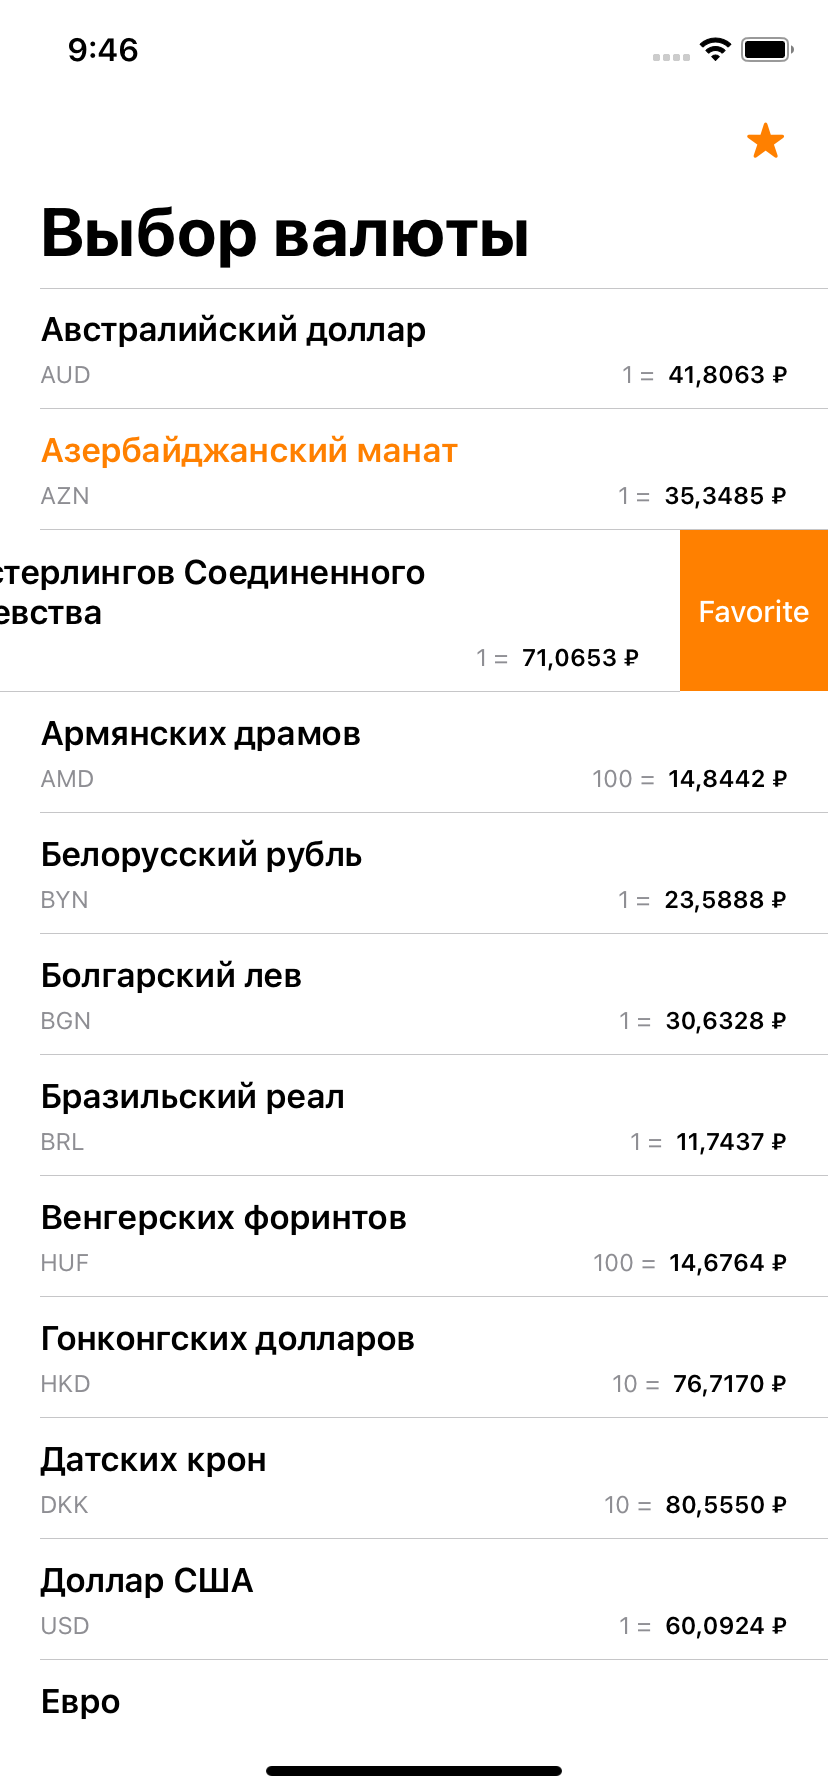 9:46
Выбор валюты
Австралийский доллар
AUD 1 = 41,8063 ₽
Азербайджанский манат
AZN 1 = 35,3485 ₽
стерлингов Соединенного
евства
Favorite
1 = 71,0653 ₽
Армянских драмов
AMD 100 = 14,8442 ₽
Белорусский рубль
BYN 1 = 23,5888 ₽
Болгарский лев
BGN 1 = 30,6328 ₽
Бразильский реал
BRL 1 = 11,7437 ₽
Венгерских форинтов
HUF 100 = 14,6764 ₽
Гонконгских долларов
HKD 10 = 76,7170 ₽
Датских крон
DKK 10 = 80,5550 ₽
Доллар США
USD 1 = 60,0924 ₽
Евро